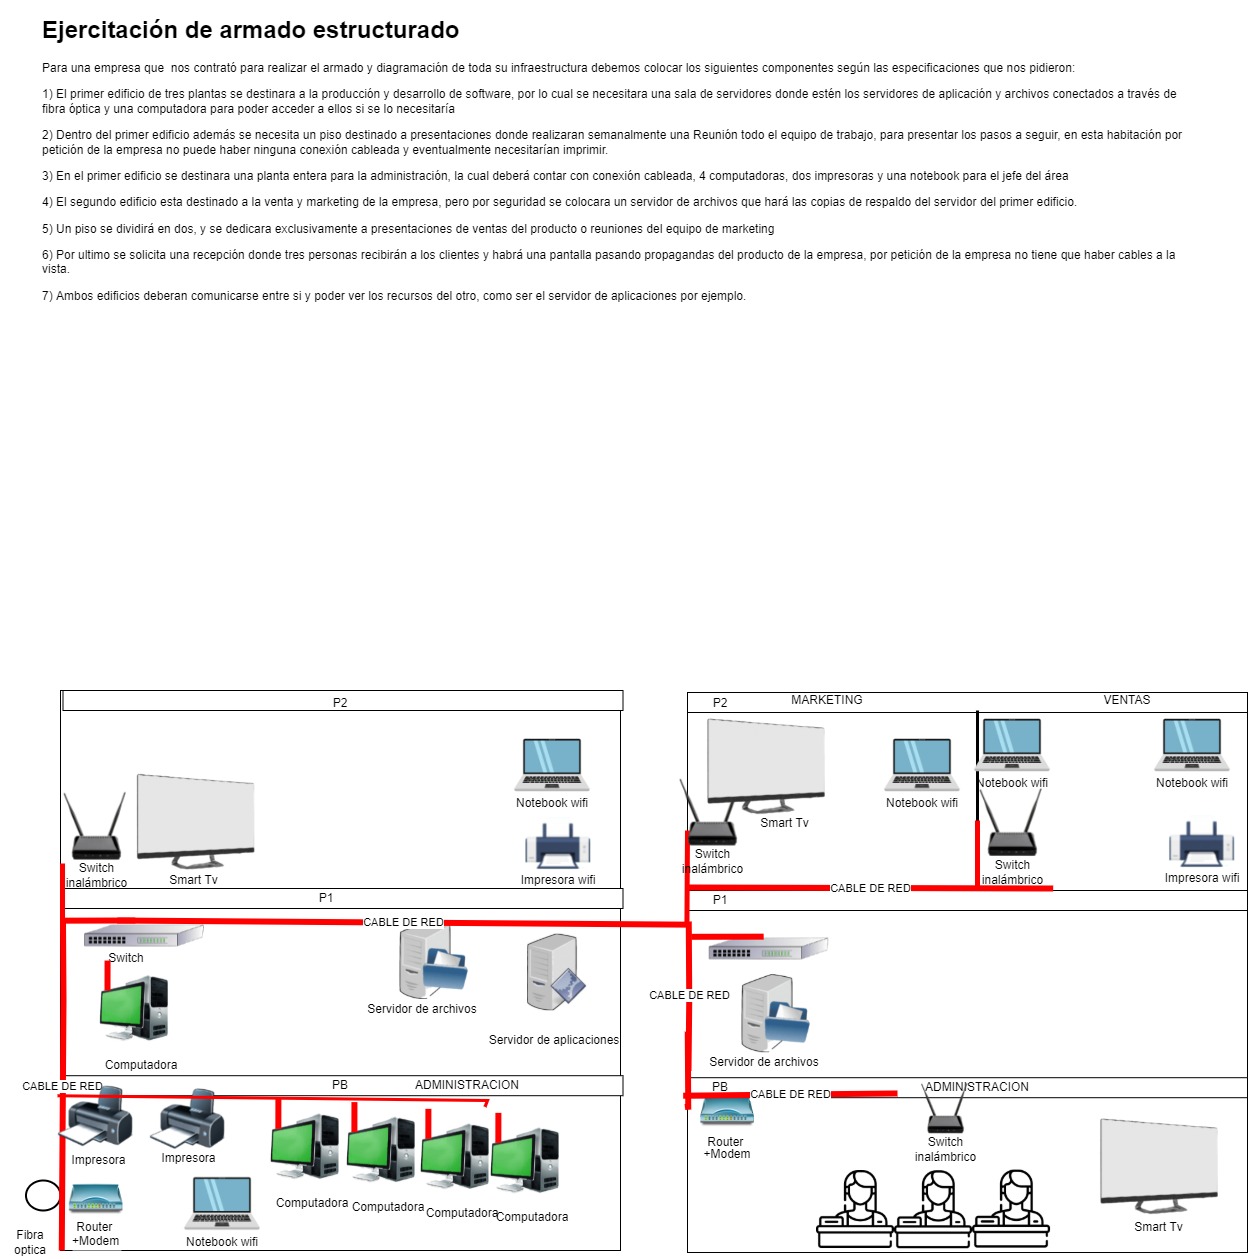 Ejercitación de armado estructurado
Para una empresa que  nos contrató para realizar el armado y diagramación de toda su infraestructura debemos colocar los siguientes componentes según las especificaciones que nos pidieron:
1) El primer edificio de tres plantas se destinara a la producción y desarrollo de software, por lo cual se necesitara una sala de servidores donde estén los servidores de aplicación y archivos conectados a través de
fibra óptica y una computadora para poder acceder a ellos si se lo necesitaría
2) Dentro del primer edificio además se necesita un piso destinado a presentaciones donde realizaran semanalmente una Reunión todo el equipo de trabajo, para presentar los pasos a seguir, en esta habitación por
petición de la empresa no puede haber ninguna conexión cableada y eventualmente necesitarían imprimir.
3) En el primer edificio se destinara una planta entera para la administración, la cual deberá contar con conexión cableada, 4 computadoras, dos impresoras y una notebook para el jefe del área
4) El segundo edificio esta destinado a la venta y marketing de la empresa, pero por seguridad se colocara un servidor de archivos que hará las copias de respaldo del servidor del primer edificio.
5) Un piso se dividirá en dos, y se dedicara exclusivamente a presentaciones de ventas del producto o reuniones del equipo de marketing
6) Por ultimo se solicita una recepción donde tres personas recibirán a los clientes y habrá una pantalla pasando propagandas del producto de la empresa, por petición de la empresa no tiene que haber cables a la
vista.
7) Ambos edificios deberan comunicarse entre si y poder ver los recursos del otro, como ser el servidor de aplicaciones por ejemplo.
P2
Notebook wifi
Switch
inalámbrico
Smart Tv
Impresora wifi
P1
CABLE DE RED
Switch
Servidor de archivos
Servidor de aplicaciones
Computadora
CABLE DE RED
PB
ADMINISTRACION
Impresora
Impresora
Computadora
Computadora
Computadora
Computadora
Fibra
optica
Router
+Modem
Notebook wifi
P2
MARKETING
VENTAS
Notebook wifi
Notebook wifi
Notebook wifi
Smart Tv
Switch
inalámbrico
Switch
inalámbrico
Impresora wifi
CABLE DE RED
P1
CABLE DE RED
Servidor de archivos
PB
CABLE DE RED
ADMINISTRACION
Router
+Modem
Switch
inalámbrico
Smart Tv